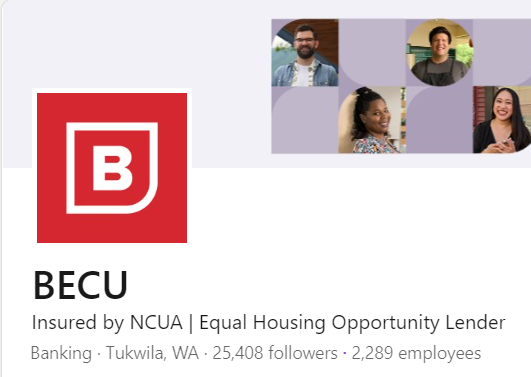 B
BECU
Insured by NCUA | Equal Housing Opportunity Lender
Banking · Tukwila, WA · 25,408 followers · 2,289 employees